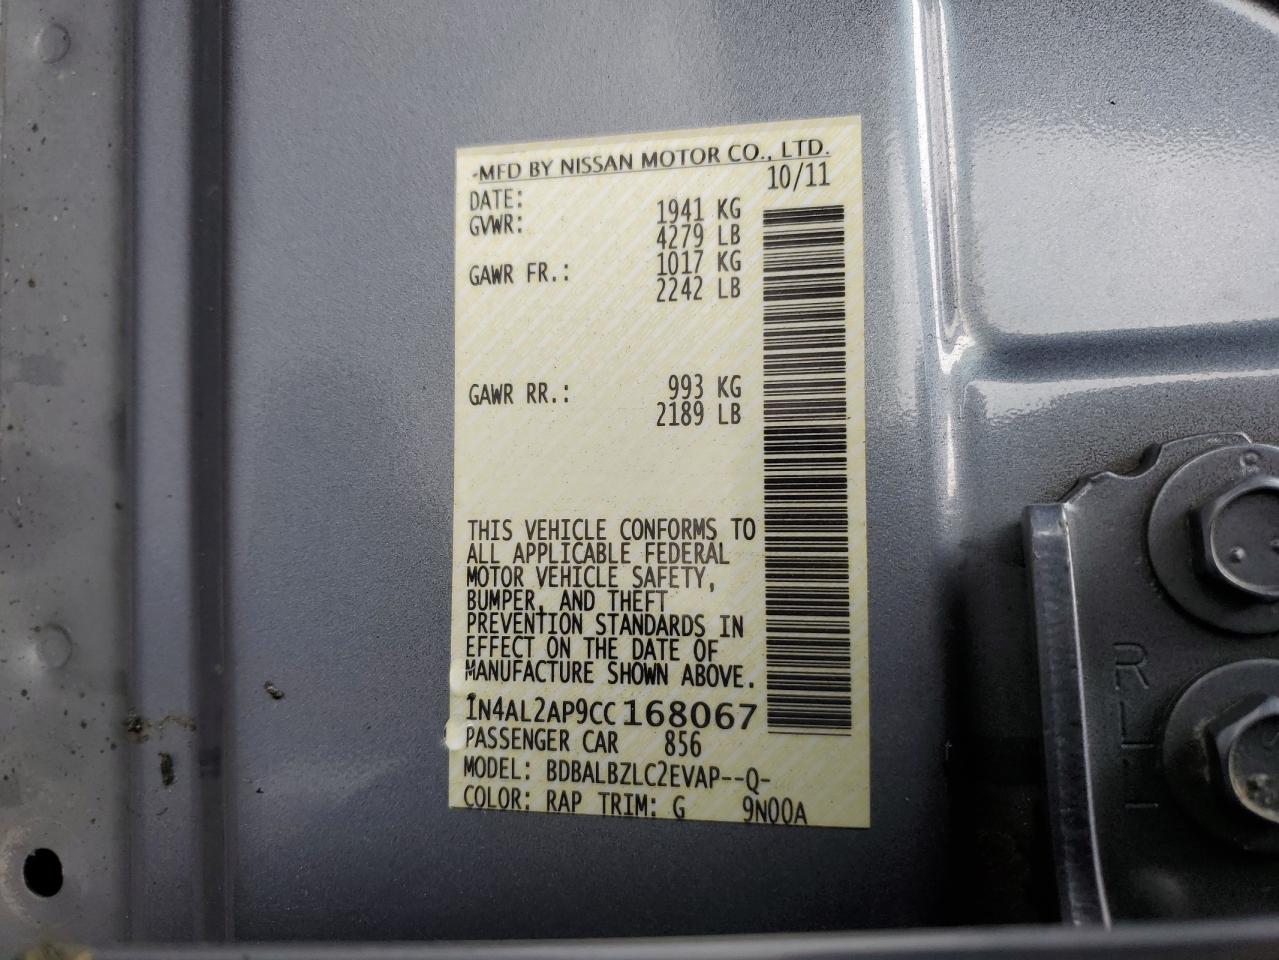 -MFD BY NISSAN MOTOR CO., LTD.
DATE: 10/11
GVWR: 1941 KG
4279 LB
GAWR FR.: 1017 KG
2242 LB
GAWR RR.: 993 KG
2189 LB
THIS VEHICLE CONFORMS TO
ALL APPLICABLE FEDERAL
MOTOR VEHICLE SAFETY,
BUMPER, AND THEFT
PREVENTION STANDARDS IN
EFFECT ON THE DATE OF
MANUFACTURE SHOWN ABOVE.
1N4AL2AP9CC168067
PASSENGER CAR 856
MODEL: BDBALBZLC2EVAP--Q-
COLOR: RAP TRIM: G 9N00A
8